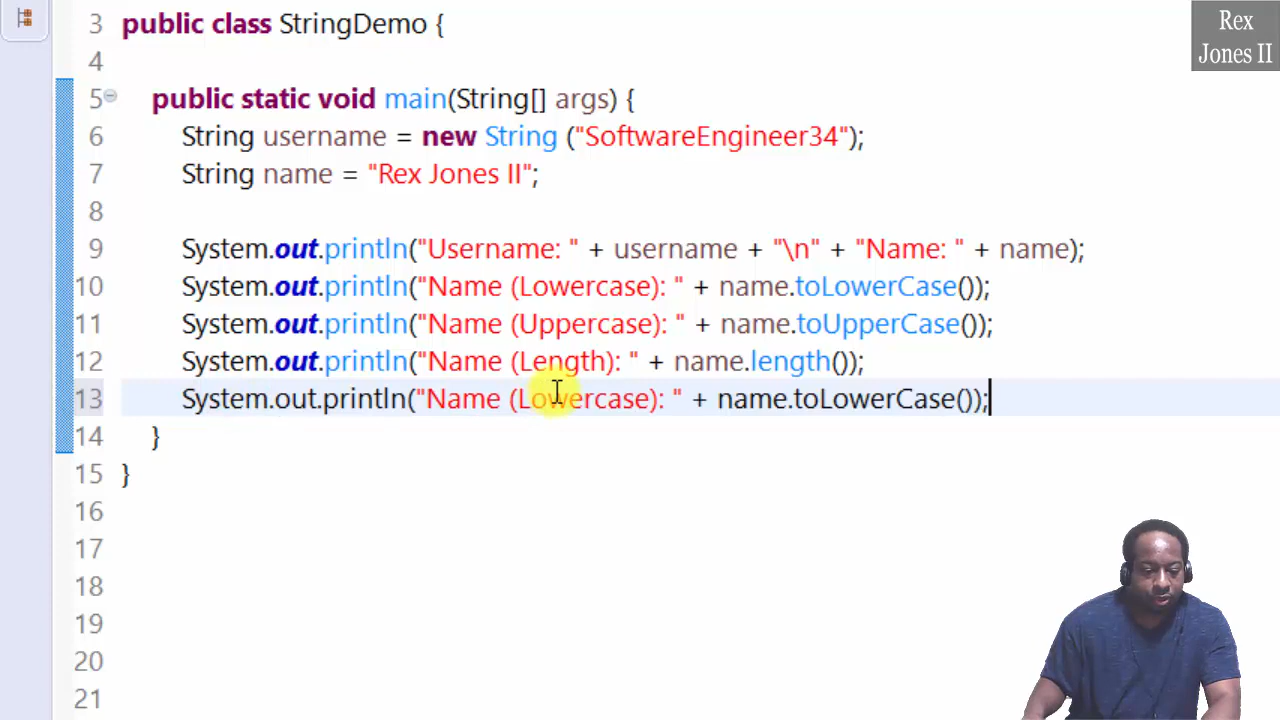 3 public class StringDemo {
Rex
Jones II
4
5 public static void main(String[] args) {
6 String username = new String ("SoftwareEngineer34");
7 String name = "Rex Jones II";
8
9 System.out.println("Username: " + username + "\n" + "Name: " + name);
10 System.out.println("Name (Lowercase): " + name.toLowerCase());
11 System.out.println("Name (Uppercase): " + name.toUpperCase());
12 System.out.println("Name (Length): " + name.length());
13 System.out.println("Name (Lowercase): " + name.toLowerCase());
14 }
15 }
16
17
18
19
20
21